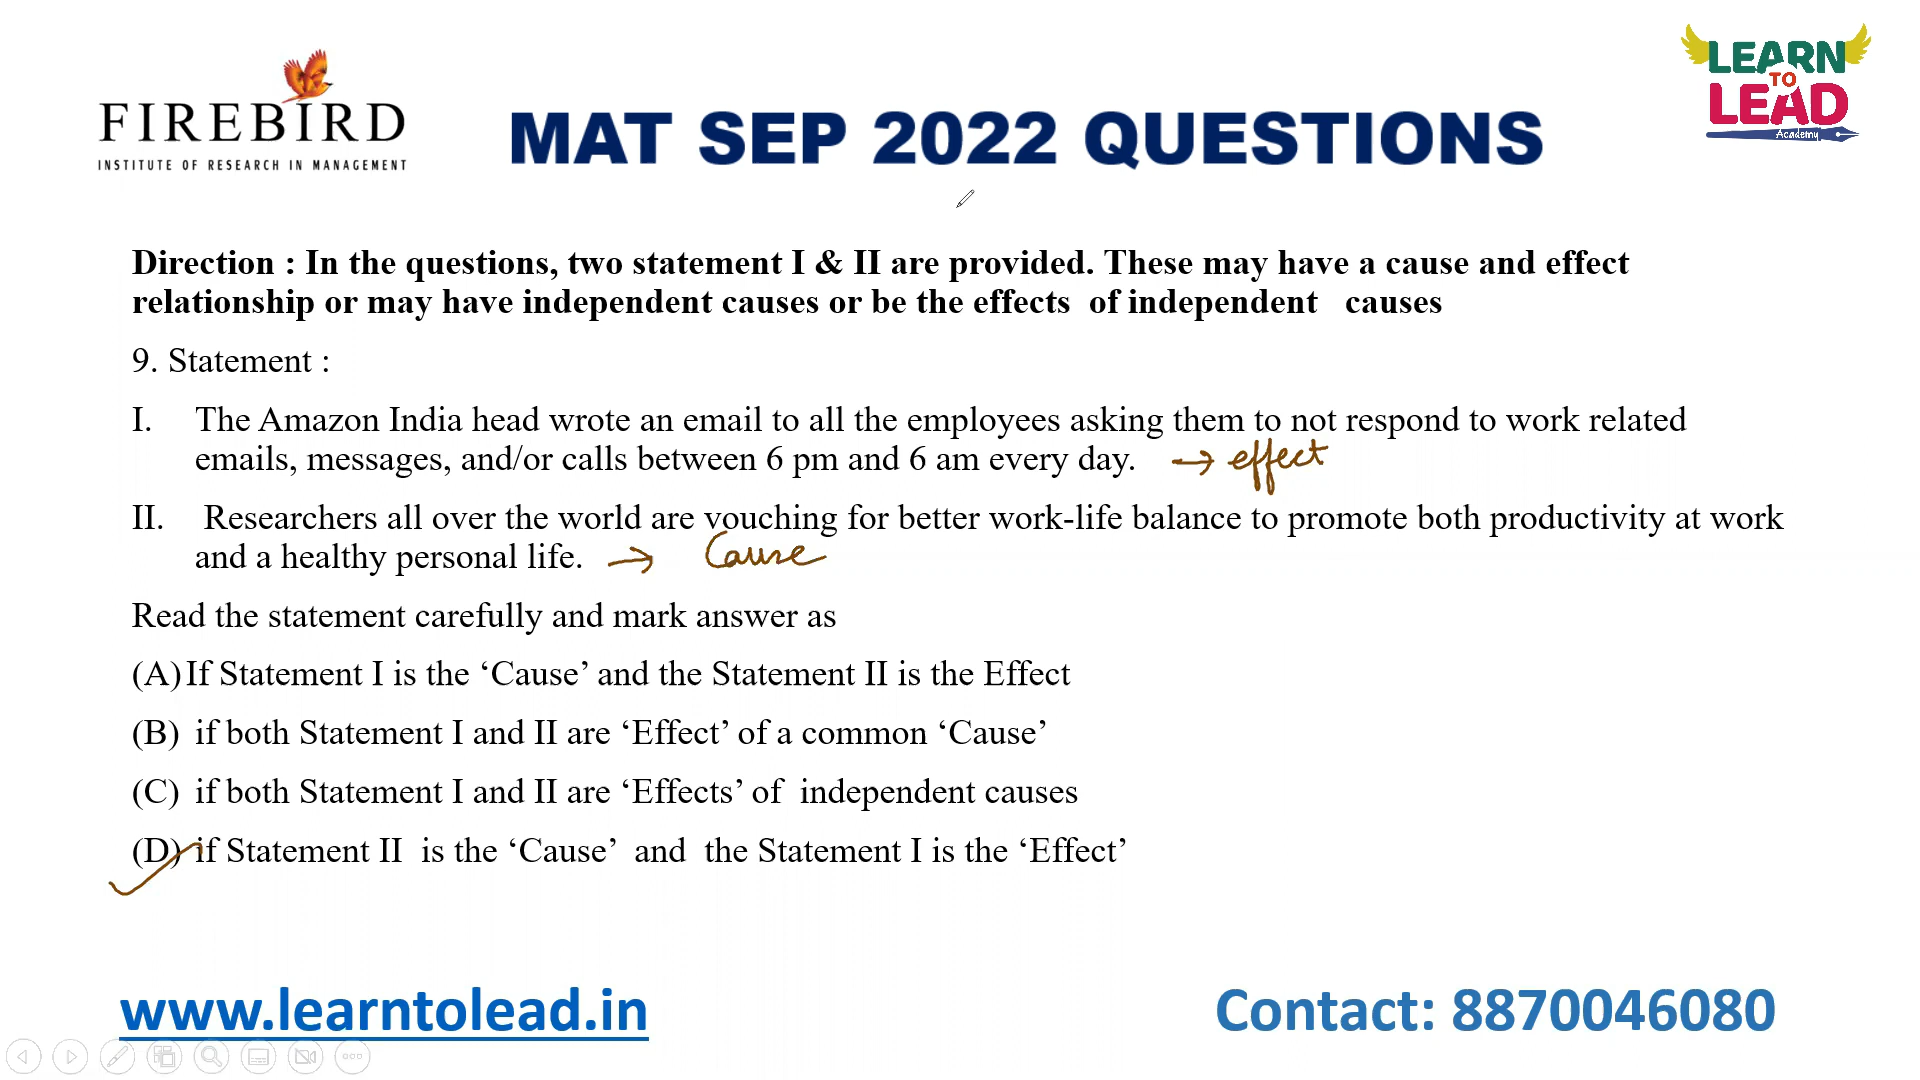 FIREBIRD
INSTITUTE OF RESEARCH IN MANAGEMENT
MAT SEP 2022 QUESTIONS
LEARN
TO
LEAD
Academy
Direction : In the questions, two statement I & II are provided. These may have a cause and effect
relationship or may have independent causes or be the effects of independent causes
9. Statement :
I. The Amazon India head wrote an email to all the employees asking them to not respond to work related
emails, messages, and/or calls between 6 pm and 6 am every day. → effect
II. Researchers all over the world are vouching for better work-life balance to promote both productivity at work
and a healthy personal life. → Cause
Read the statement carefully and mark answer as
(A) If Statement I is the ‘Cause’ and the Statement II is the Effect
(B) if both Statement I and II are ‘Effect’ of a common ‘Cause’
(C) if both Statement I and II are ‘Effects’ of independent causes
(D) if Statement II is the ‘Cause’ and the Statement I is the ‘Effect’
www.learntolead.in
Contact: 8870046080